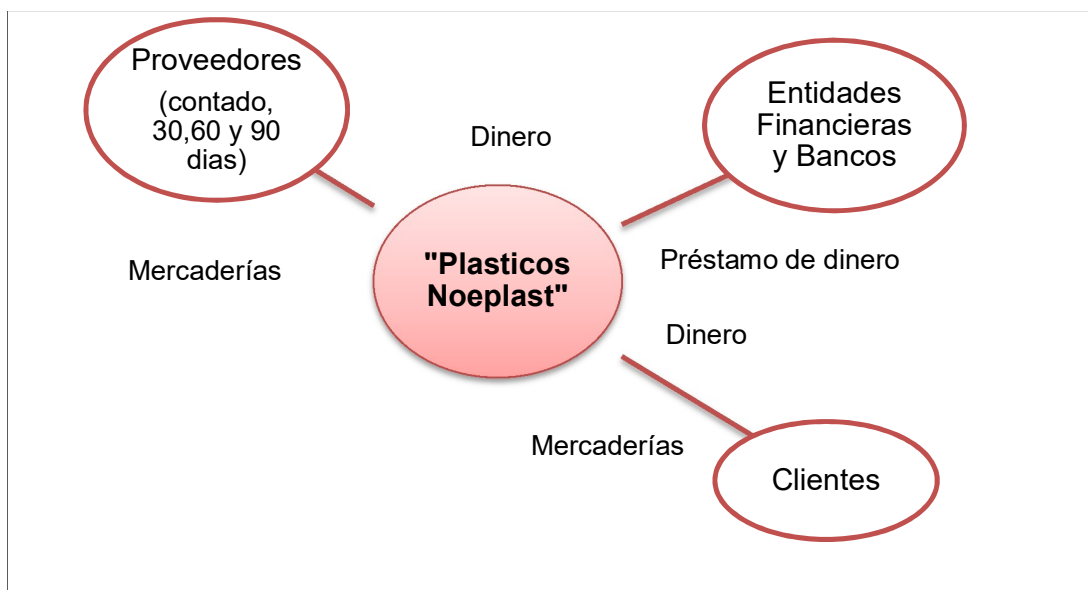 Proveedores
(contado,
30,60 y 90
dias)
Dinero
Entidades
Financieras
y Bancos
Mercaderías
"Plasticos
Noeplast"
Préstamo de dinero
Dinero
Mercaderías
Clientes